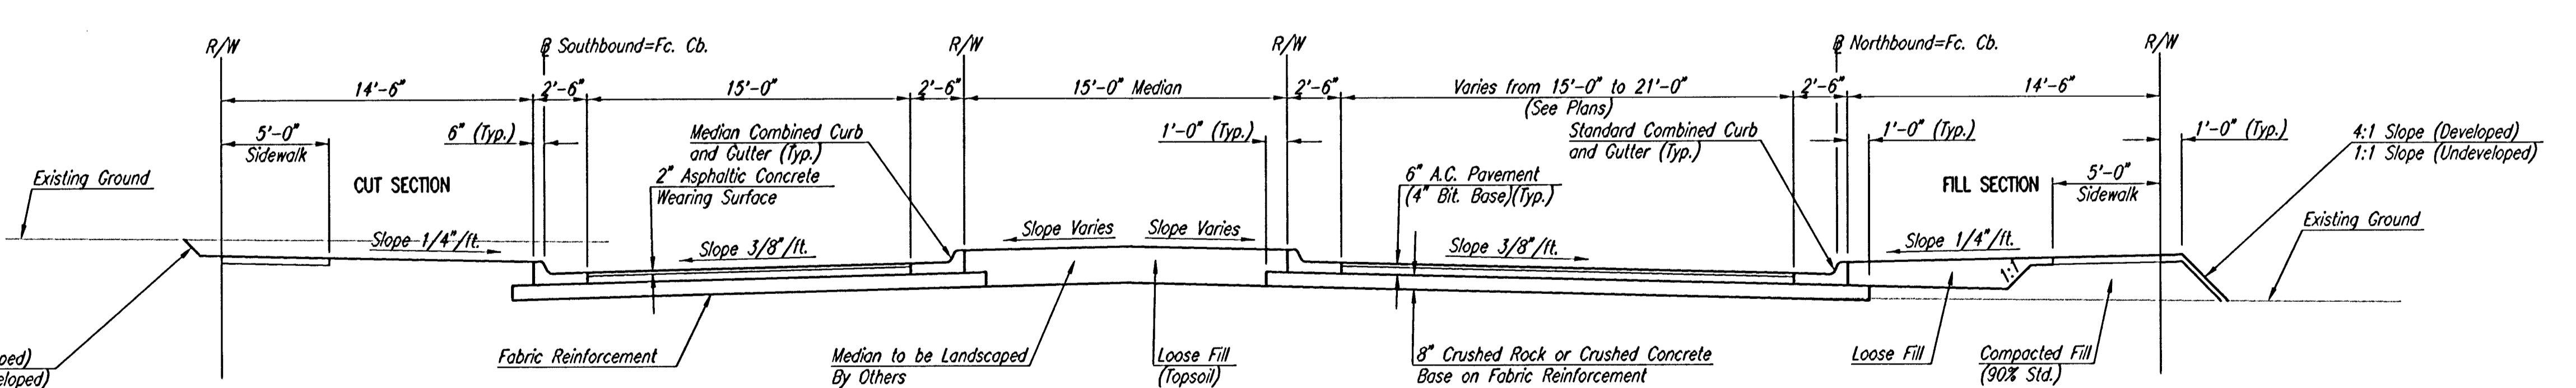 R/W
℄ Southbound=Fc. Cb.
R/W
R/W
℄ Northbound=Fc. Cb.
R/W
14'-6"
2'-6"
15'-0"
2'-6"
15'-0" Median
2'-6"
Varies from 15'-0" to 21'-0"
(See Plans)
2'-6"
14'-6"
5'-0"
Sidewalk
6" (Typ.)
Median Combined Curb
and Gutter (Typ.)
1'-0" (Typ.)
Standard Combined Curb
and Gutter (Typ.)
1'-0" (Typ.)
1'-0" (Typ.)
4:1 Slope (Developed)
1:1 Slope (Undeveloped)
Existing Ground
CUT SECTION
2" Asphaltic Concrete
Wearing Surface
6" A.C. Pavement
(4" Bit. Base)(Typ.)
FILL SECTION
5'-0"
Sidewalk
Existing Ground
Slope 1/4"/ft.
Slope 3/8"/ft.
Slope Varies
Slope Varies
Slope 3/8"/ft.
Slope 1/4"/ft.
1:1
ped)
eloped)
Fabric Reinforcement
Median to be Landscaped
By Others
Loose Fill
(Topsoil)
8" Crushed Rock or Crushed Concrete
Base on Fabric Reinforcement
Loose Fill
Compacted Fill
(90% Std.)